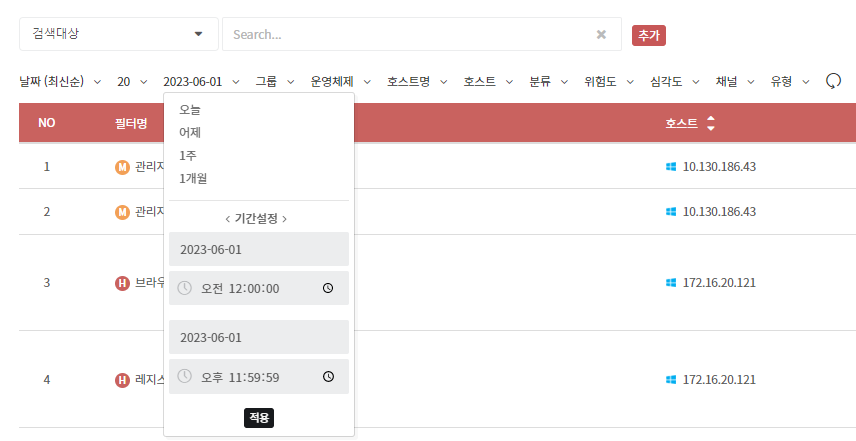 검색대상 Search... 추가
날짜 (최신순) 20 2023-06-01 그룹 운영체제 호스트명 호스트 분류 위험도 심각도 채널 유형
오늘
어제
1주
1개월
기간설정
2023-06-01
오전 12:00:00
2023-06-01
오후 11:59:59
적용
NO 필터명 호스트
1 M 관리자 10.130.186.43
2 M 관리자 10.130.186.43
3 H 브라우 172.16.20.121
4 H 레지스 172.16.20.121